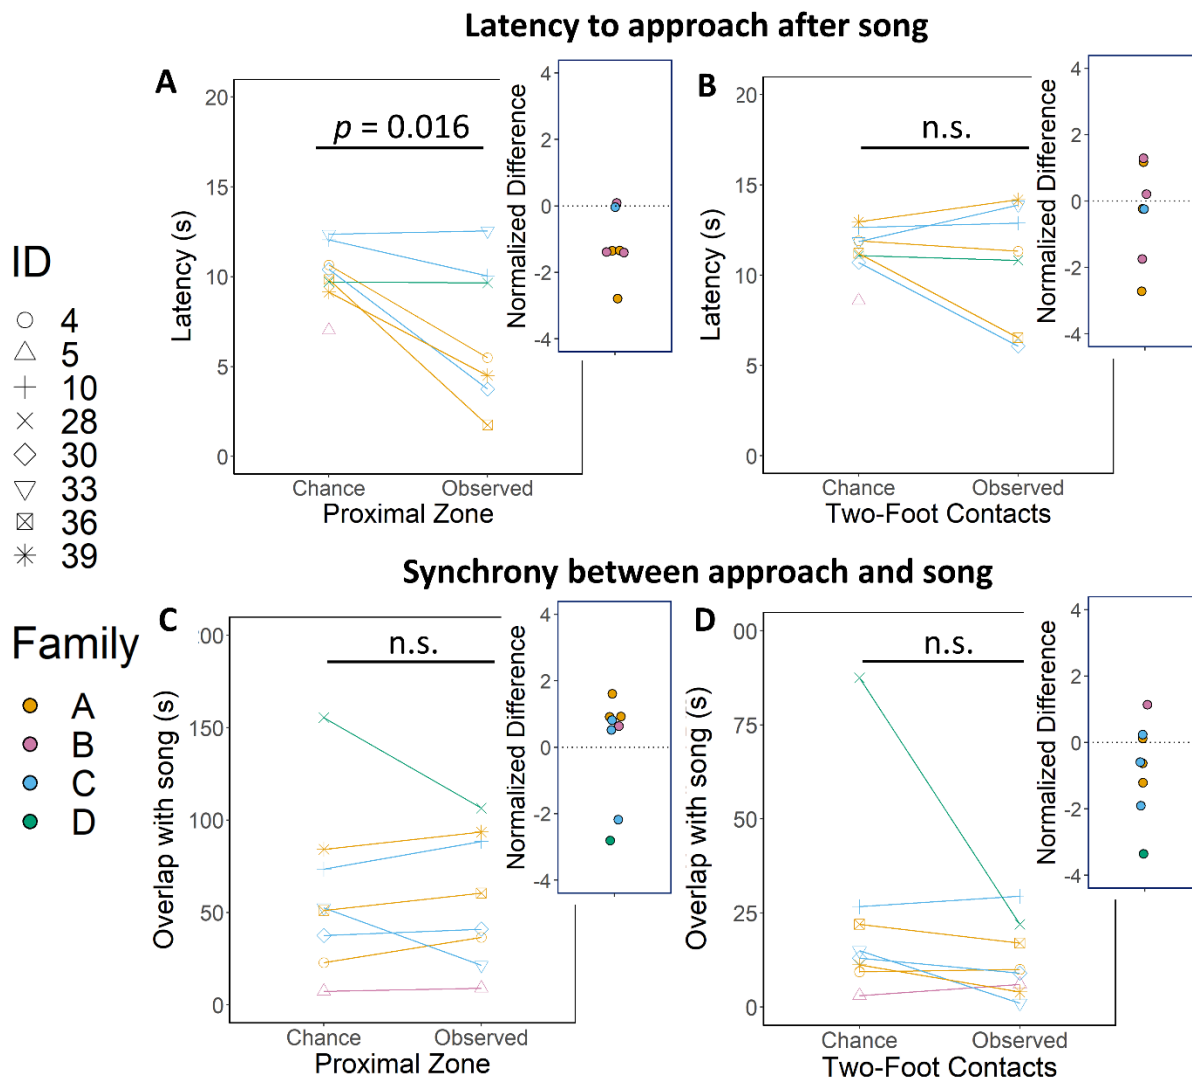 Latency to approach after song
A
Latency (s)
20
15
10
5
0
p = 0.016
Chance
Observed
Proximal Zone
Normalized Difference
4
2
0
-2
-4
B
Latency (s)
20
15
10
5
0
n.s.
Chance
Observed
Two-Foot Contacts
Normalized Difference
4
2
0
-2
-4
ID
4
5
10
28
30
33
36
39
Family
A
B
C
D
Synchrony between approach and song
C
Overlap with song (s)
00
150
100
50
0
n.s.
Chance
Observed
Proximal Zone
Normalized Difference
4
2
0
-2
-4
D
Overlap with song (s)
00
75
50
25
0
n.s.
Chance
Observed
Two-Foot Contacts
Normalized Difference
4
2
0
-2
-4